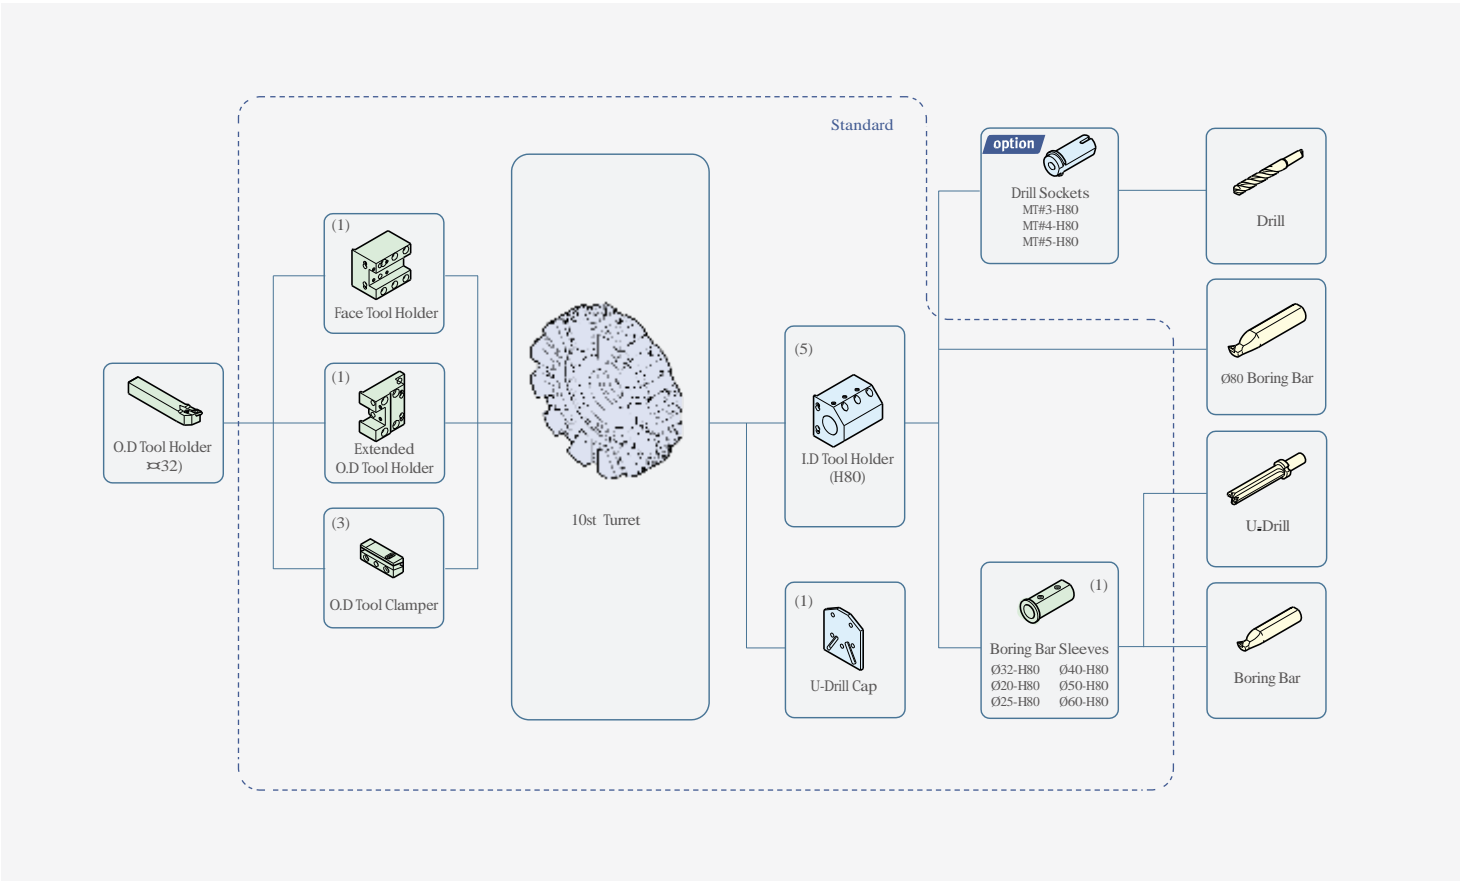 Standard
option
Drill Sockets
MT#3-H80
MT#4-H80
MT#5-H80
Drill
(1)
Face Tool Holder
(1)
Extended
O.D Tool Holder
(3)
O.D Tool Clamper
O.D Tool Holder
¤32)
10st Turret
(5)
I.D Tool Holder
(H80)
(1)
U-Drill Cap
Ø80 Boring Bar
U-Drill
(1)
Boring Bar Sleeves
Ø32-H80 Ø40-H80
Ø20-H80 Ø50-H80
Ø25-H80 Ø60-H80
Boring Bar